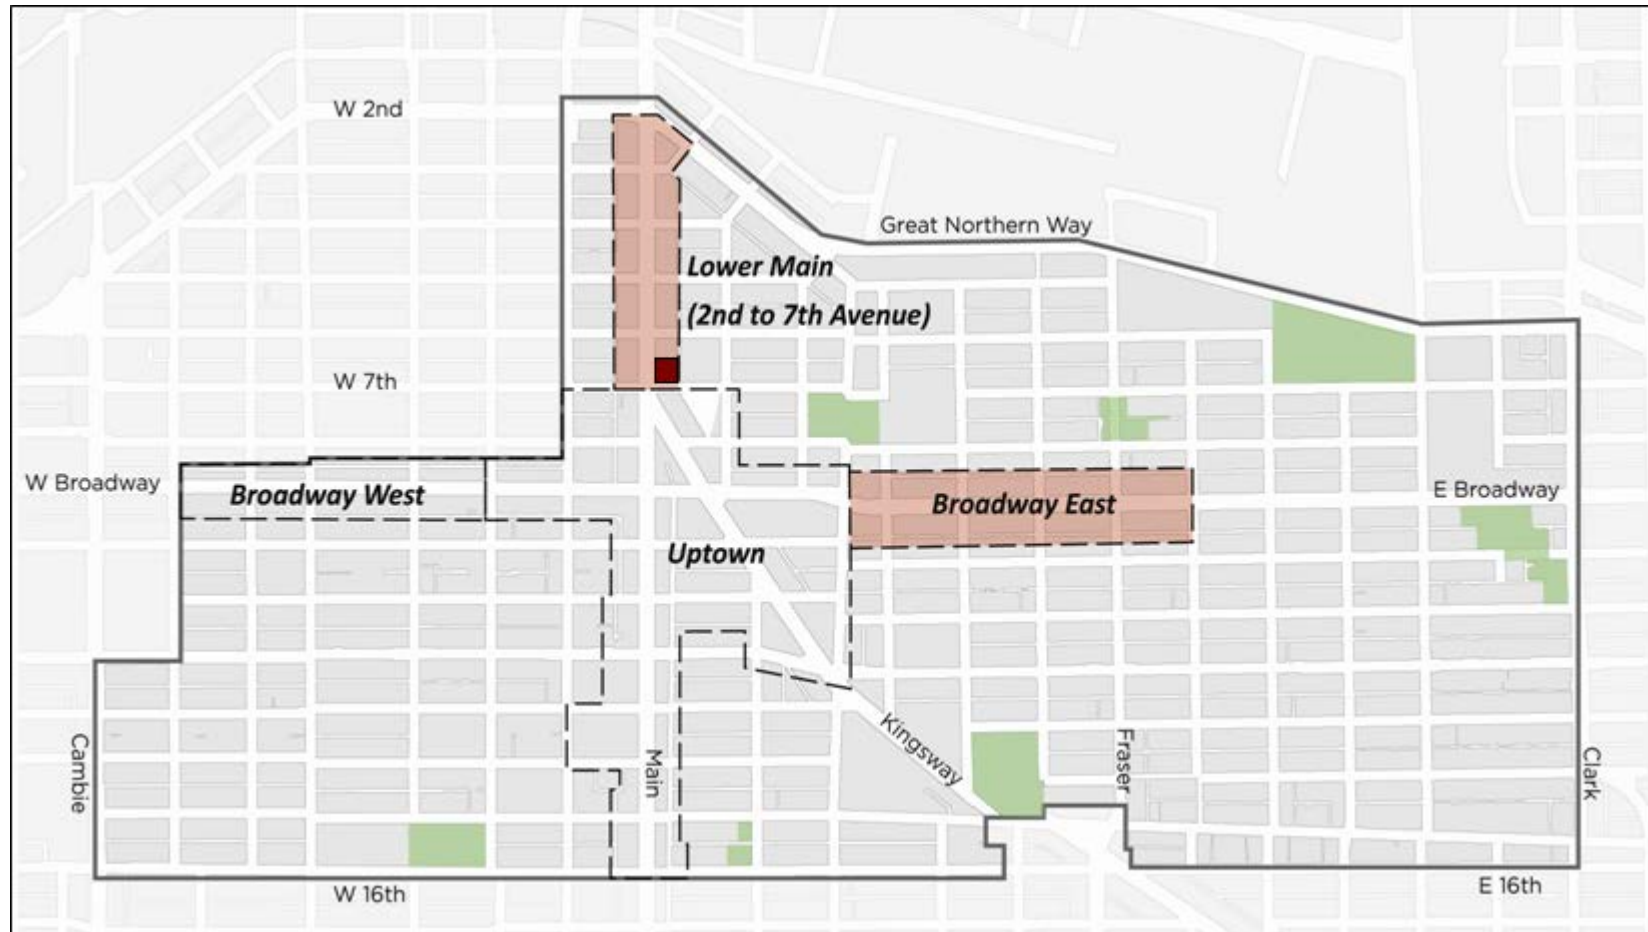 W 2nd
Great Northern Way
Lower Main
(2nd to 7th Avenue)
W 7th
W Broadway
Broadway West
E Broadway
Broadway East
Uptown
Kingsway
Cambie
Main
Fraser
Clark
W 16th
E 16th